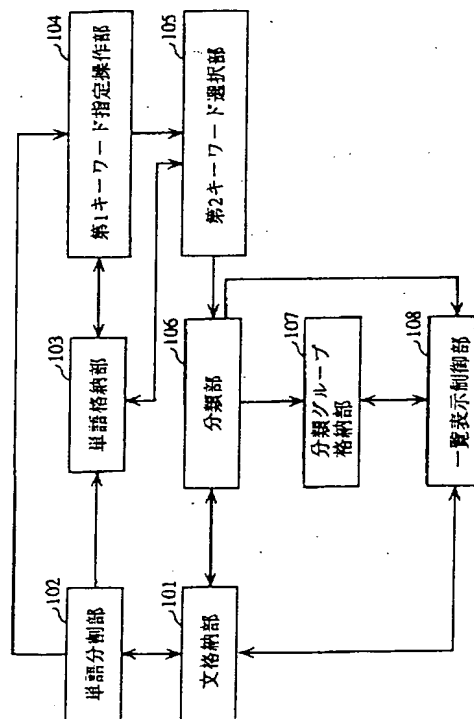 102
単語分割部
103
単語格納部
104
第1キーワード指定操作部
101
文格納部
106
分類部
105
第2キーワード選択部
107
分類グループ
格納部
108
一覧表示制御部